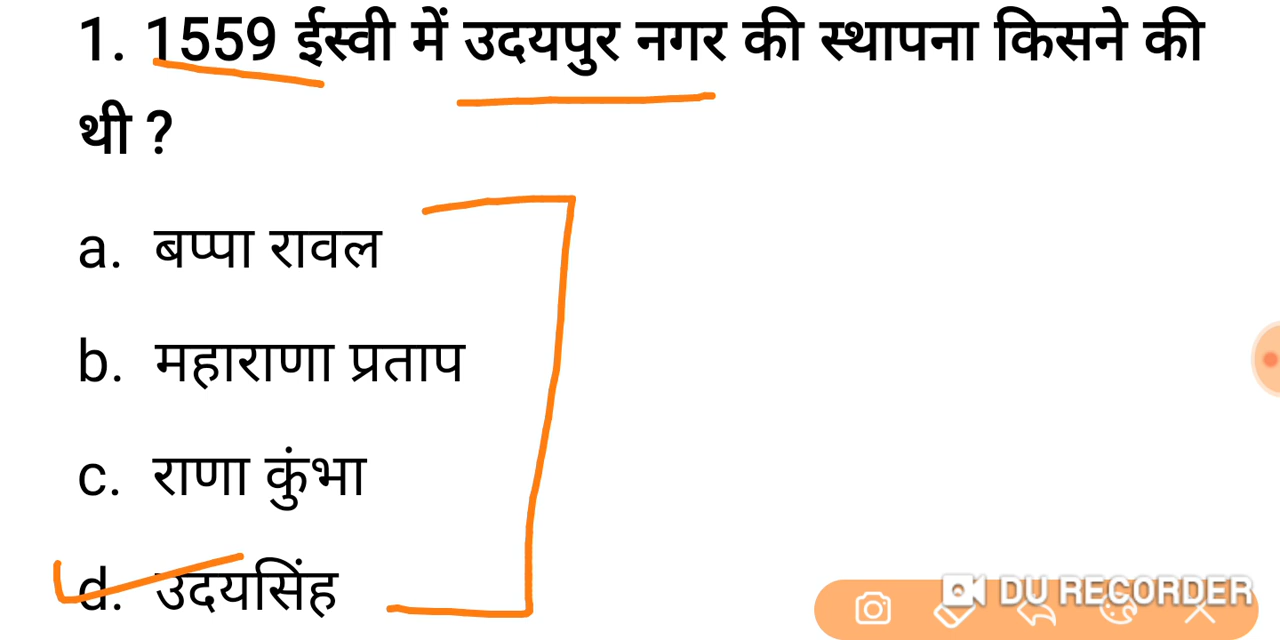 1. 1559 ईस्वी में उदयपुर नगर की स्थापना किसने की
थी ?
a. बप्पा रावल
b. महाराणा प्रताप
c. राणा कुंभा
d. उदयसिंह
DU RECORDER